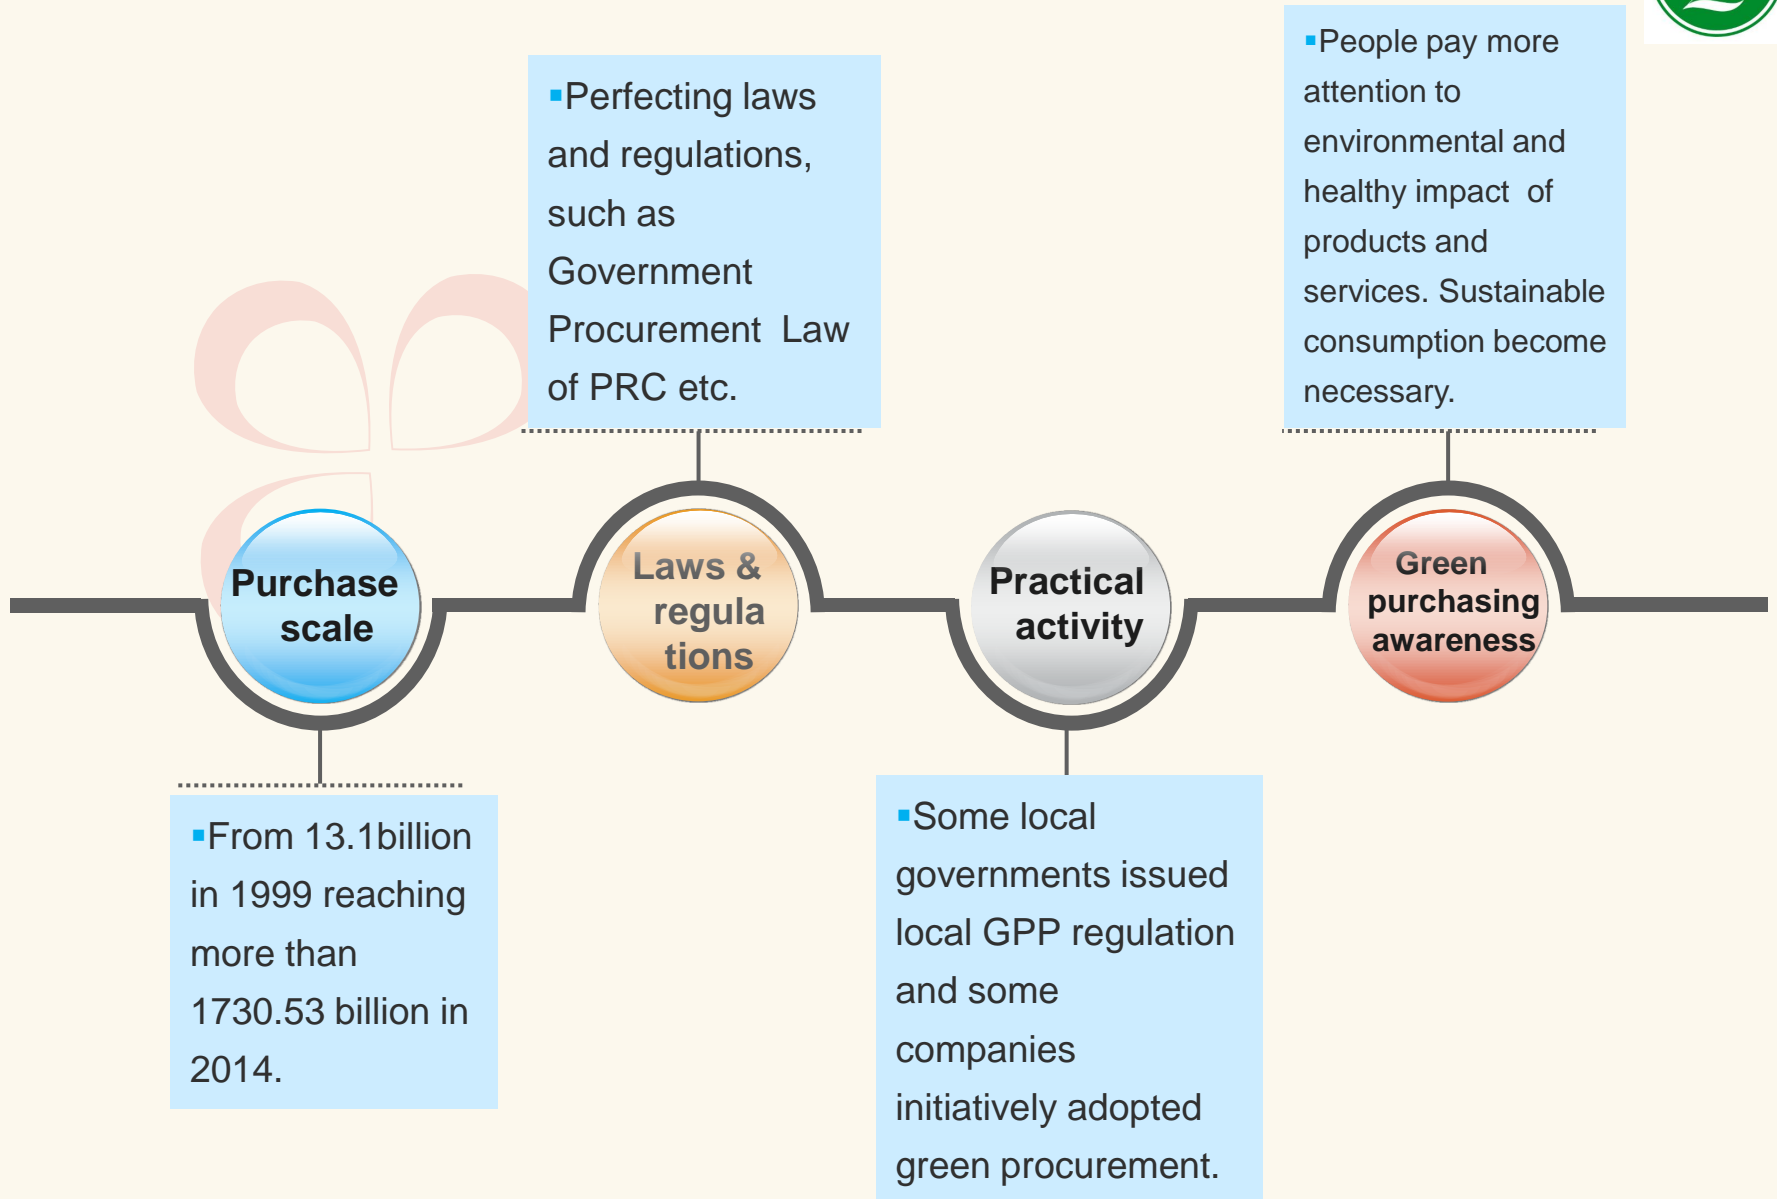 ▪People pay more
attention to
environmental and
healthy impact  of
products and
services. Sustainable
consumption become
necessary.
▪Perfecting laws
and regulations,
such as
Government
Procurement  Law
of PRC etc.
Purchase
scale
Laws &
regula
tions
Practical
activity
Green
purchasing
awareness
▪From 13.1billion
in 1999 reaching
more than
1730.53 billion in
2014.
▪Some local
governments issued
local GPP regulation
and some
companies
initiatively adopted
green procurement.